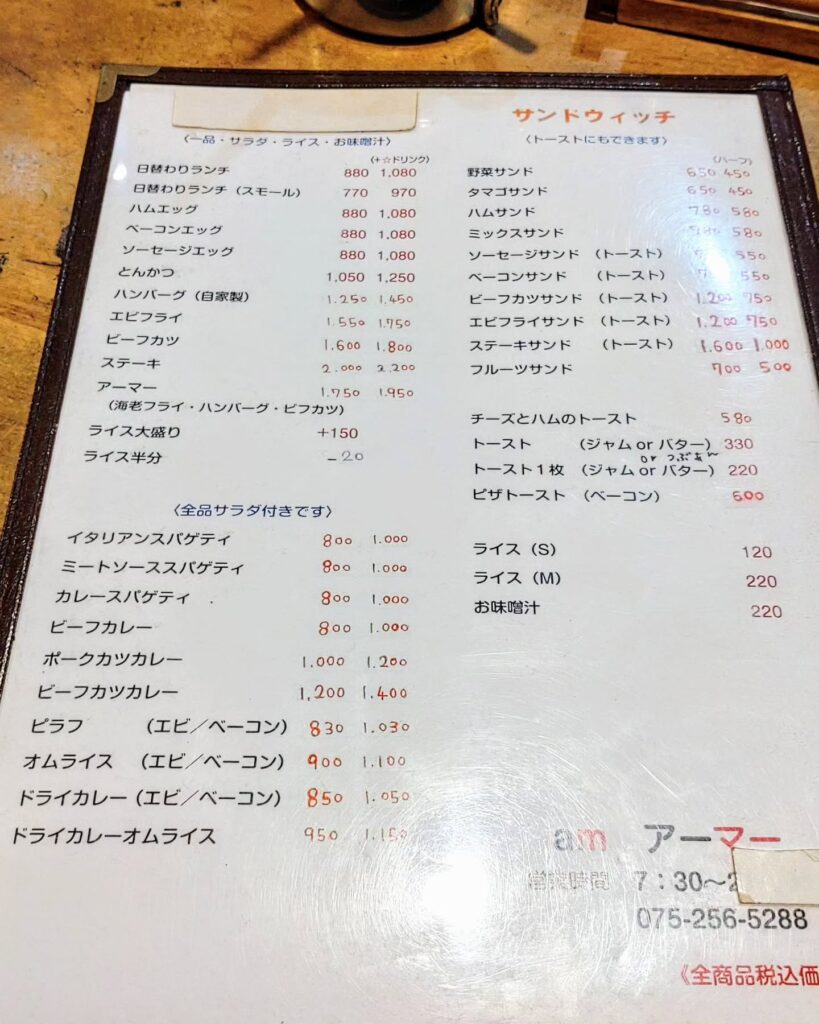 〈一品・サラダ・ライス・お味噌汁〉
(+☆ドリンク)
日替わりランチ 880 1,080
日替わりランチ（スモール） 770 970
ハムエッグ 880 1,080
ベーコンエッグ 880 1,080
ソーセージエッグ 880 1,080
とんかつ 1,050 1,250
ハンバーグ（自家製） 1.250 1,450
エビフライ 1.550 1.750
ビーフカツ 1.600 1.800
ステーキ 2.000 2.200
アーマー 1.750 1.950
（海老フライ・ハンバーグ・ビフカツ）
ライス大盛り +150
ライス半分 -20
〈全品サラダ付きです〉
イタリアンスパゲティ 800 1.000
ミートソーススパゲティ 800 1.000
カレースパゲティ 800 1.000
ビーフカレー 800 1.000
ポークカツカレー 1.000 1.200
ビーフカツカレー 1,200 1.400
ピラフ （エビ／ベーコン） 830 1.030
オムライス （エビ／ベーコン） 900 1.100
ドライカレー（エビ／ベーコン） 850 1.050
ドライカレーオムライス 950 1.150
サンドウィッチ
〈トーストにもできます〉
(ハーフ)
野菜サンド 650 450
タマゴサンド 650 450
ハムサンド 780 580
ミックスサンド 580
ソーセージサンド （トースト） 550
ベーコンサンド （トースト） 550
ビーフカツサンド （トースト） 1.200 750
エビフライサンド （トースト） 1.200 750
ステーキサンド （トースト） 1.600 1.000
フルーツサンド 700 500
チーズとハムのトースト 580
トースト （ジャム or バター） 330
or つぶあん
トースト１枚 （ジャム or バター） 220
ピザトースト （ベーコン） 600
ライス（S） 120
ライス（M） 220
お味噌汁 220
am アーマー
営業時間 7：30～2
075-256-5288
《全商品税込価